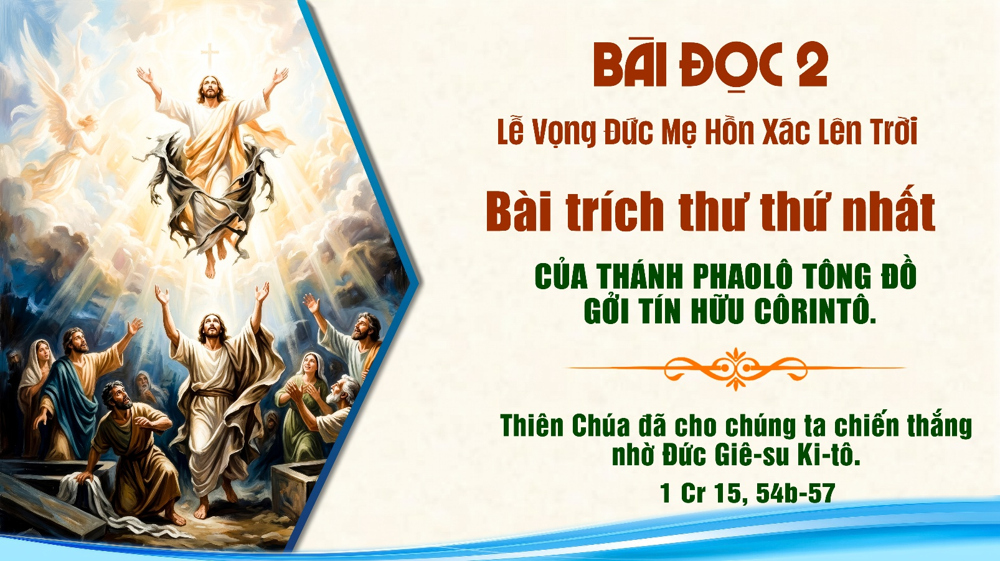 BÀI ĐỌC 2
Lễ Vọng Đức Mẹ Hồn Xác Lên Trời
Bài trích thư thứ nhất
CỦA THÁNH PHAOLÔ TÔNG ĐỒ
GỞI TÍN HỮU CÔRINTÔ.
Thiên Chúa đã cho chúng ta chiến thắng
nhờ Đức Giê-su Ki-tô.
1 Cr 15, 54b-57